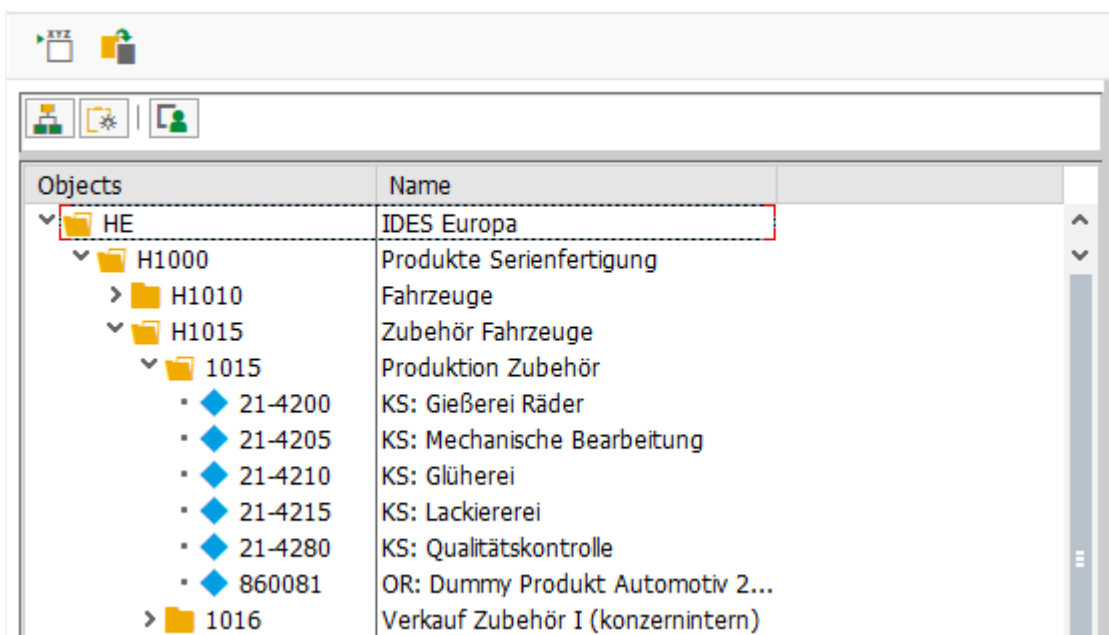 XYZ
Objects Name
HE IDES Europa
H1000 Produkte Serienfertigung
H1010 Fahrzeuge
H1015 Zubehör Fahrzeuge
1015 Produktion Zubehör
21-4200 KS: Gießerei Räder
21-4205 KS: Mechanische Bearbeitung
21-4210 KS: Glüherei
21-4215 KS: Lackiererei
21-4280 KS: Qualitätskontrolle
860081 OR: Dummy Produkt Automotiv 2...
1016 Verkauf Zubehör I (konzernintern)